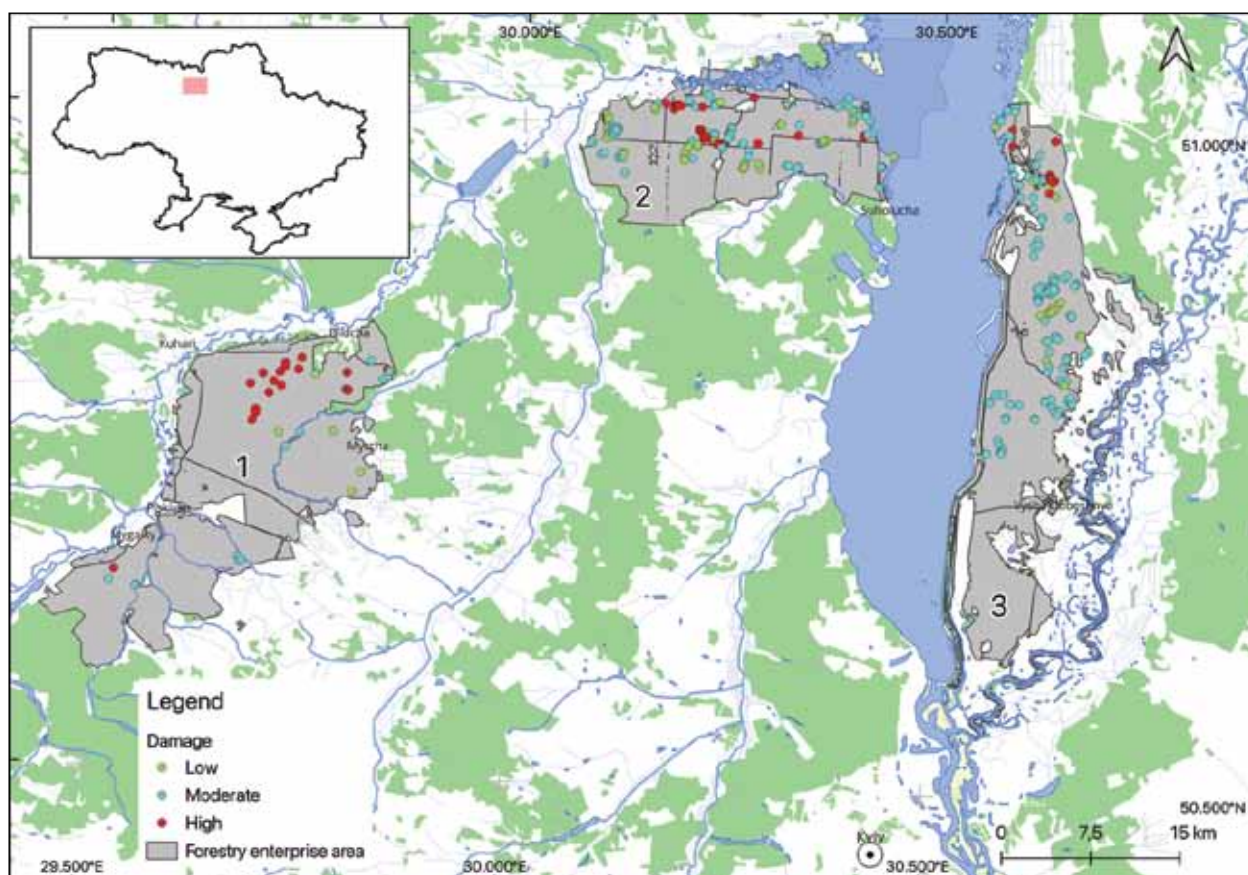 30.000°E
30.500°E
51.000°N
2
Kuhari
1
3
Legend
Damage
Low
Moderate
High
Forestry enterprise area
50.500°N
0 7,5 15 km
Kyiv
29.500°E
30.000°E
30.500°E